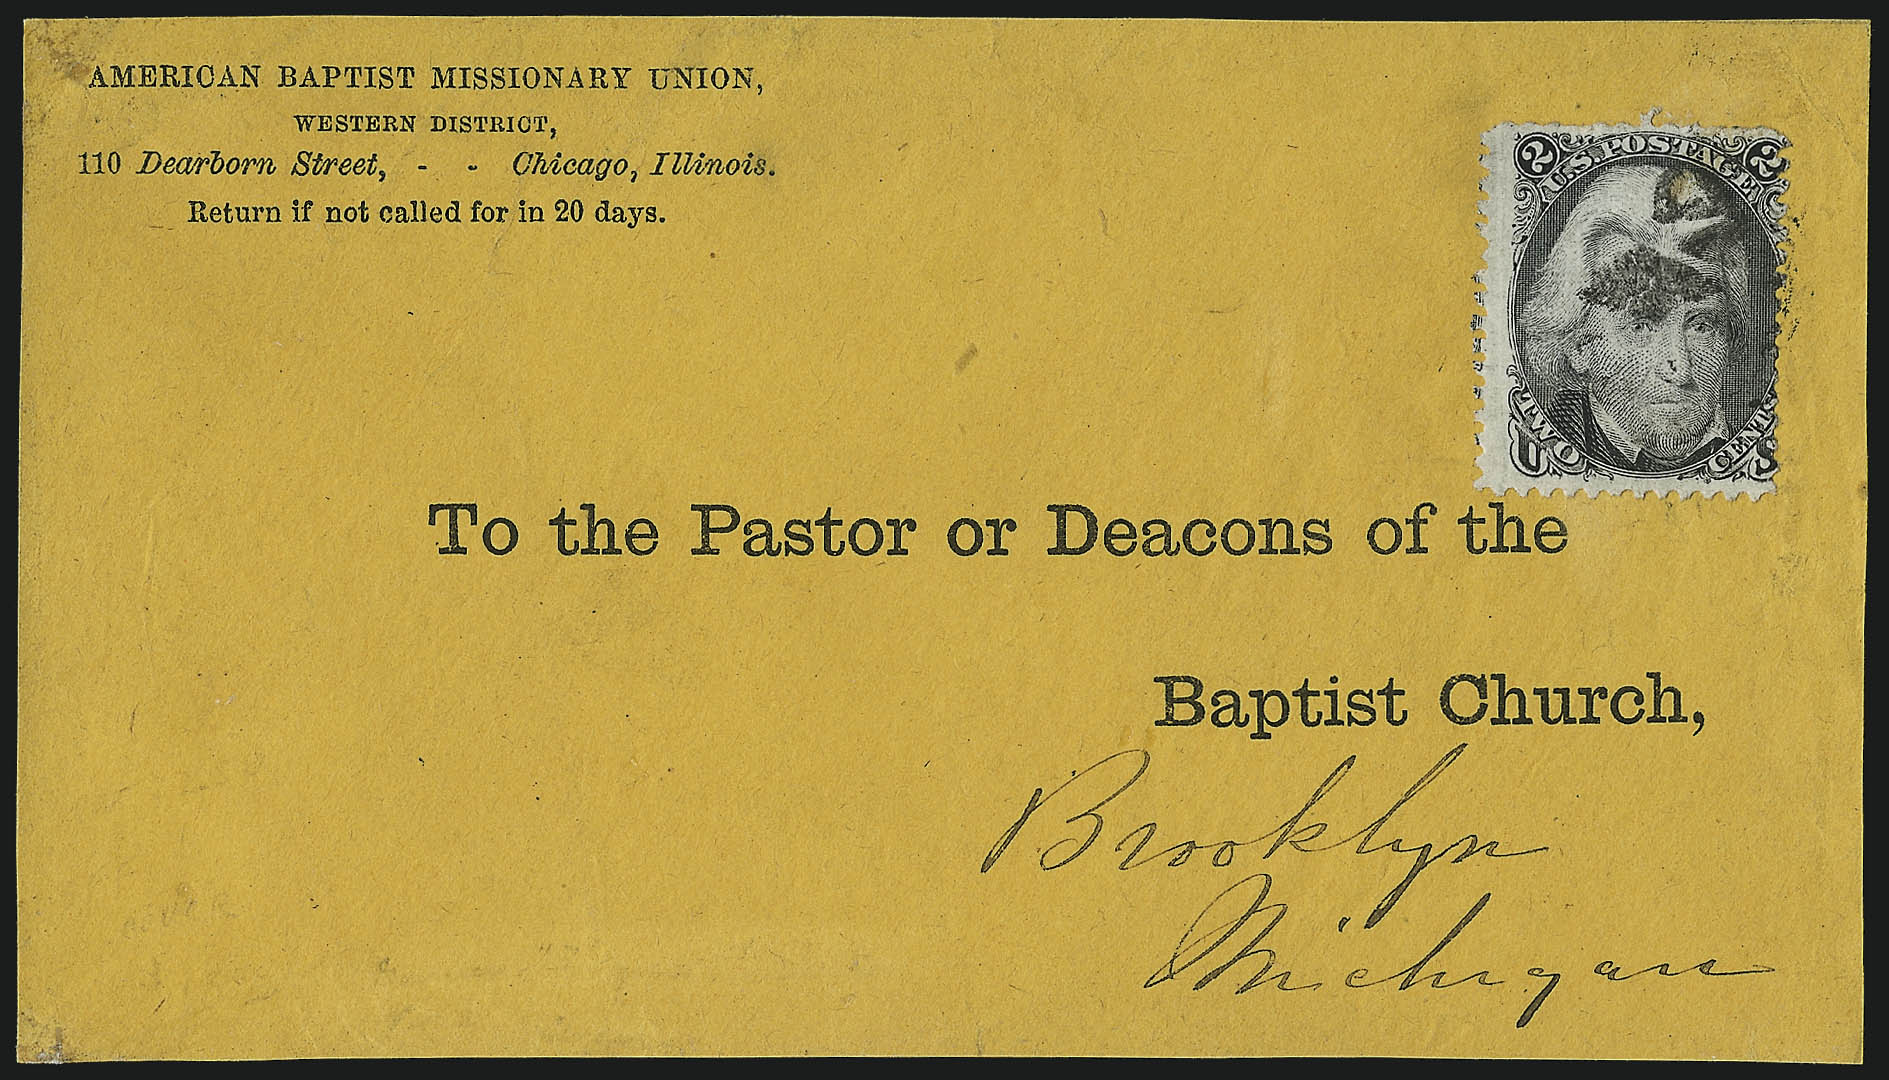 AMERICAN BAPTIST MISSIONARY UNION,
WESTERN DISTRICT,
110 Dearborn Street, - - Chicago, Illinois.
Return if not called for in 20 days.
2 U.S. POSTAGE 2
TWO CENTS
U S
To the Pastor or Deacons of the
Baptist Church,
Brooklyn
Michigan